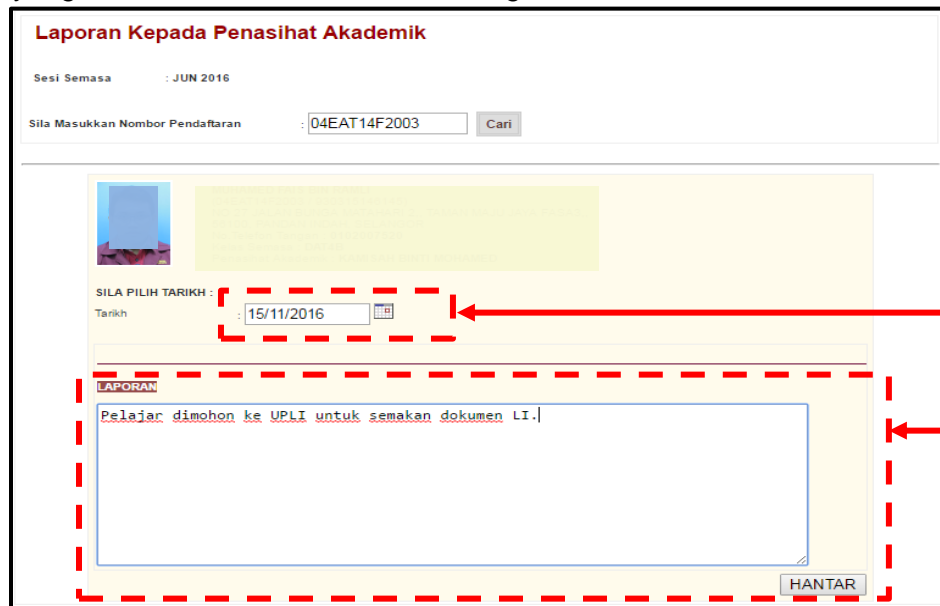 Laporan Kepada Penasihat Akademik
Sesi Semasa : JUN 2016
Sila Masukkan Nombor Pendaftaran : 04EAT14F2003 Cari
SILA PILIH TARIKH :
Tarikh : 15/11/2016
LAPORAN
Pelajar dimohon ke UPLI untuk semakan dokumen LI.
HANTAR